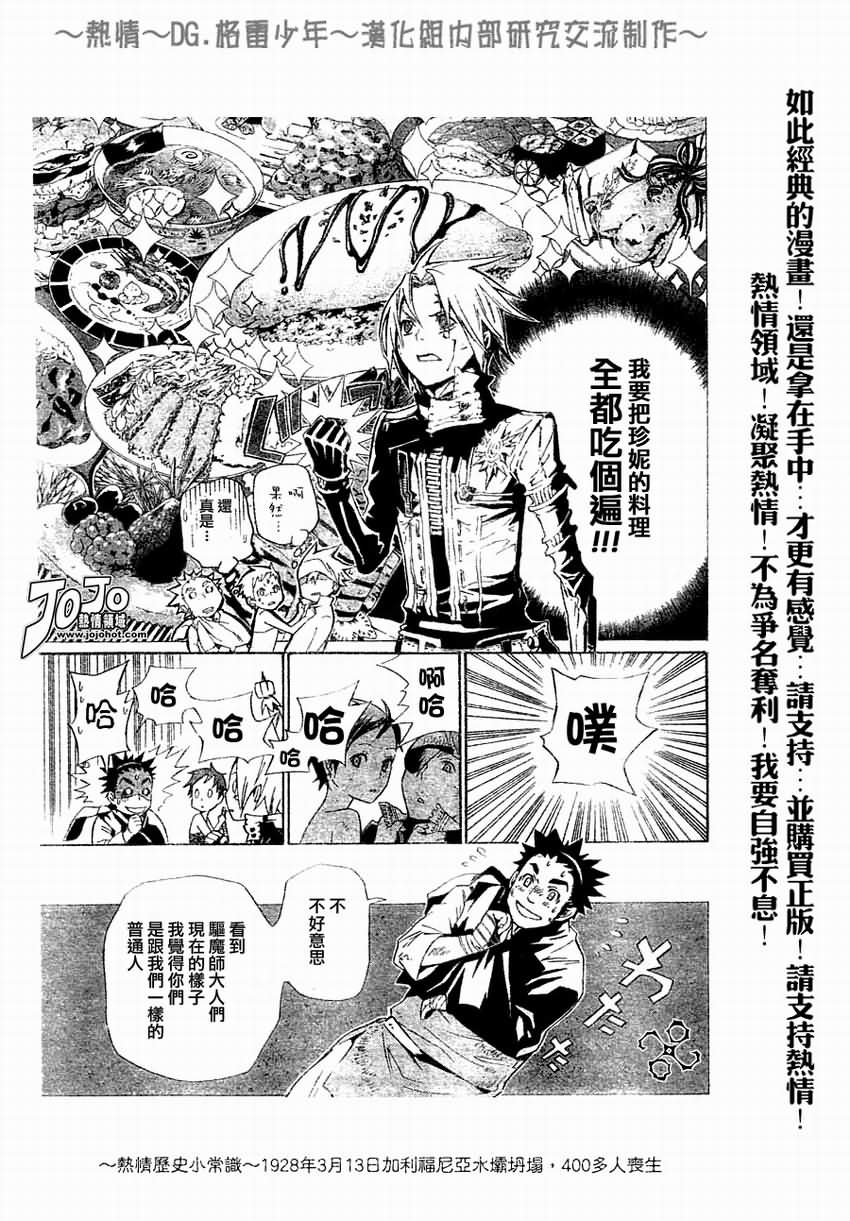 ～熱情～DG.格雷少年～漢化組內部研究交流制作～
如此經典的漫畫！還是拿在手中…才更有感覺…請支持…並購買正版！請支持熱情！
熱情領域！凝聚熱情！不為爭名奪利！我要自強不息！
我要把珍妮的料理
全都吃個遍!!!
啊
果然…
還
真是…
JOJO
熱情領域
www.jojohot.com
噗
啊哈
哈
哈
哈
哈
哈
不
不好意思
看到
驅魔師大人們
現在的樣子
我覺得你們
是跟我們一樣的
普通人
わたた
～熱情歷史小常識～1928年3月13日加利福尼亞水壩坍塌，400多人喪生